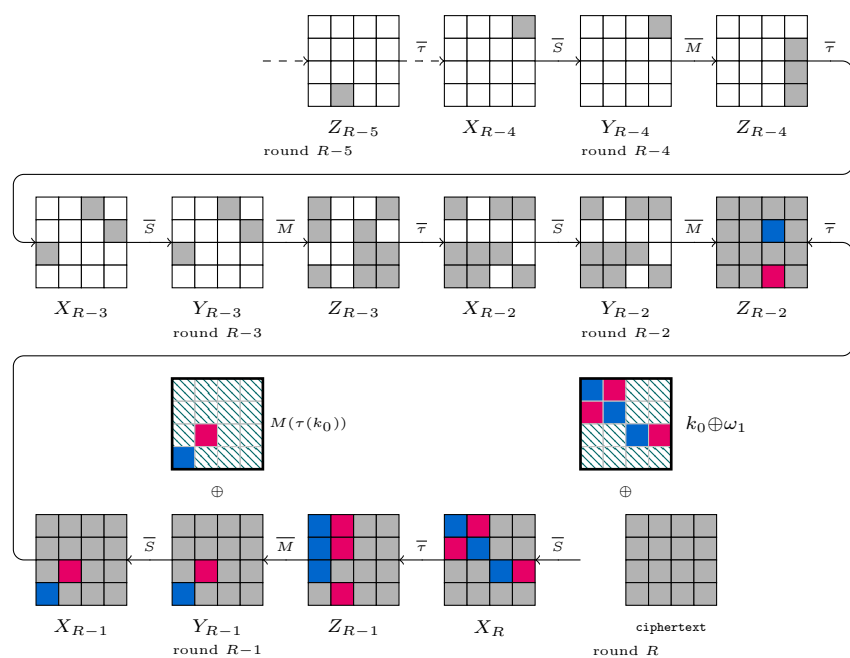 τ̅ S̅ M̅ τ̅
Z_{R−5} X_{R−4} Y_{R−4} Z_{R−4}
round R−5 round R−4
S̅ M̅ τ̅ S̅ M̅ τ̅
X_{R−3} Y_{R−3} Z_{R−3} X_{R−2} Y_{R−2} Z_{R−2}
round R−3 round R−2
M(τ(k_0)) k_0⊕ω_1
⊕ ⊕
S̅ M̅ τ̅ S̅
X_{R−1} Y_{R−1} Z_{R−1} X_R ciphertext
round R−1 round R